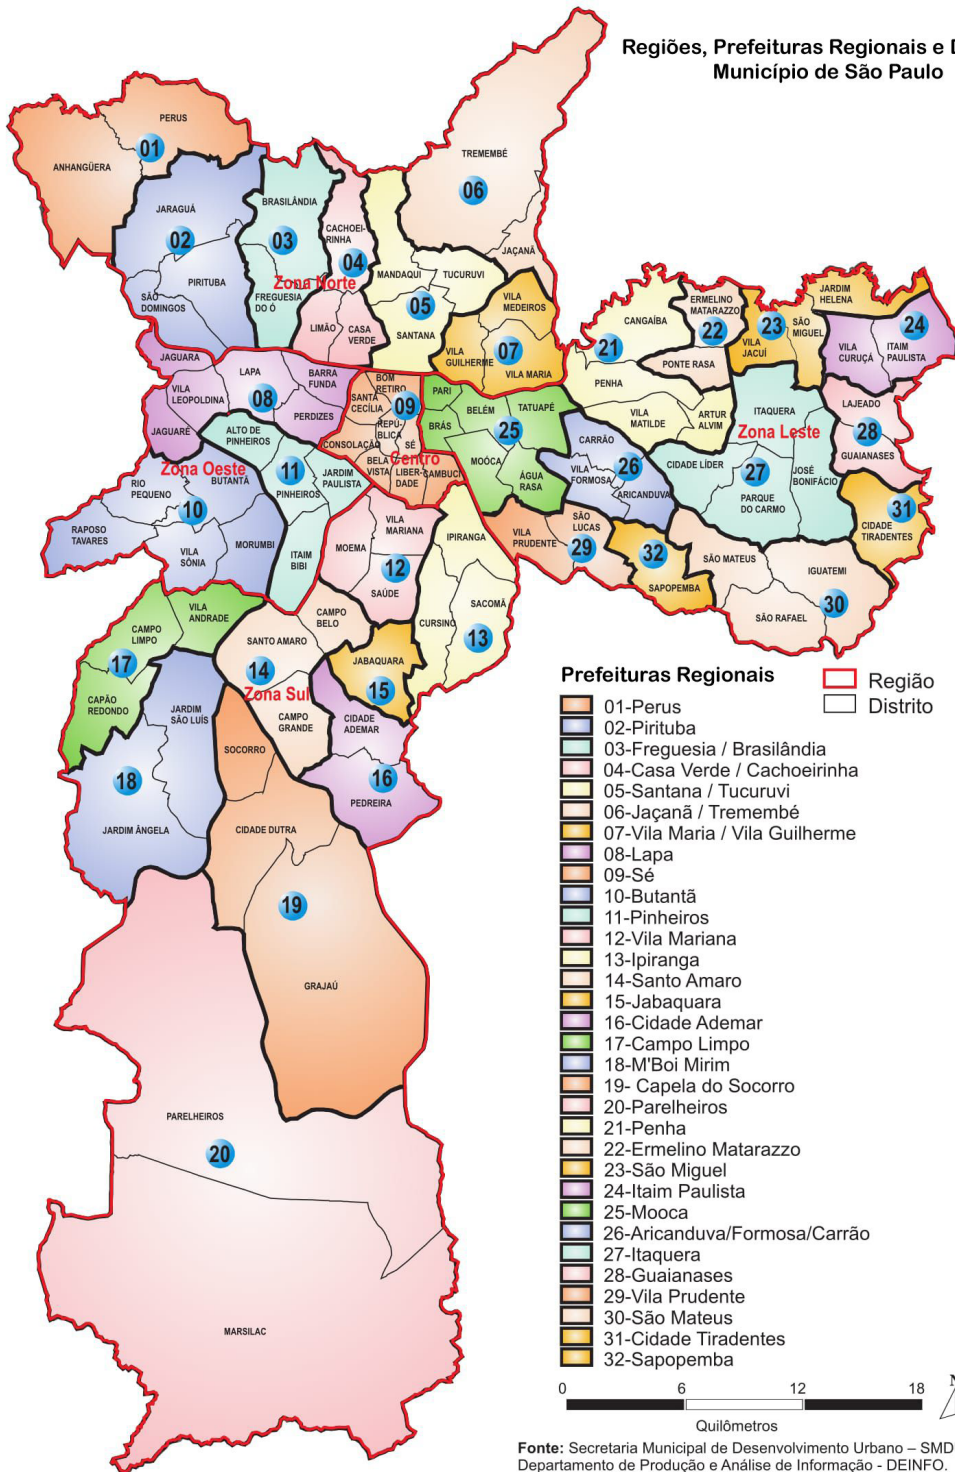 Regiões, Prefeituras Regionais e D
Município de São Paulo
PERUS
01
ANHANGÜERA
TREMEMBÉ
06
JAÇANÃ
JARAGUÁ
02
PIRITUBA
SÃO
DOMINGOS
BRASILÂNDIA
03
Zona Norte
FREGUESIA
DO Ó
CACHOEI-
RINHA
04
LIMÃO
CASA
VERDE
MANDAQUI
TUCURUVI
05
SANTANA
VILA
MEDEIROS
VILA
GUILHERME
07
VILA MARIA
CANGAÍBA
21
PENHA
VILA
MATILDE
ARTUR
ALVIM
ERMELINO
MATARAZZO
22
PONTE RASA
JARDIM
HELENA
23
SÃO
MIGUEL
VILA
JACUÍ
24
VILA
CURUÇÁ
ITAIM
PAULISTA
JAGUARA
VILA
LEOPOLDINA
LAPA
08
BARRA
FUNDA
PERDIZES
JAGUARÉ
BOM
RETIRO
SANTA
CECÍLIA
09
REPÚ-
BLICA
SÉ
CONSOLAÇÃO
Centro
BELA
VISTA
LIBER-
DADE
CAMBUCI
PARI
BRÁS
BELÉM
TATUAPÉ
25
MOÓCA
ÁGUA
RASA
CARRÃO
VILA
FORMOSA
26
ARICANDUVA
ITAQUERA
Zona Leste
CIDADE LÍDER
27
PARQUE
DO CARMO
JOSÉ
BONIFÁCIO
LAJEADO
28
GUAIANASES
31
CIDADE
TIRADENTES
ALTO DE
PINHEIROS
Zona Oeste
BUTANTÃ
RIO
PEQUENO
10
RAPOSO
TAVARES
VILA
SÔNIA
MORUMBI
11
PINHEIROS
JARDIM
PAULISTA
ITAIM
BIBI
VILA
MARIANA
MOEMA
12
SAÚDE
IPIRANGA
SACOMÃ
CURSINO
13
VILA
PRUDENTE
SÃO
LUCAS
29
32
SAPOPEMBA
SÃO MATEUS
IGUATEMI
SÃO RAFAEL
30
VILA
ANDRADE
CAMPO
LIMPO
17
CAPÃO
REDONDO
CAMPO
BELO
SANTO AMARO
14
Zona Sul
CAMPO
GRANDE
JABAQUARA
15
JARDIM
SÃO LUÍS
18
JARDIM ÂNGELA
SOCORRO
CIDADE
ADEMAR
16
PEDREIRA
CIDADE DUTRA
19
GRAJAÚ
PARELHEIROS
20
MARSILAC
Prefeituras Regionais
Região
Distrito
01-Perus
02-Pirituba
03-Freguesia / Brasilândia
04-Casa Verde / Cachoeirinha
05-Santana / Tucuruvi
06-Jaçanã / Tremembé
07-Vila Maria / Vila Guilherme
08-Lapa
09-Sé
10-Butantã
11-Pinheiros
12-Vila Mariana
13-Ipiranga
14-Santo Amaro
15-Jabaquara
16-Cidade Ademar
17-Campo Limpo
18-M'Boi Mirim
19- Capela do Socorro
20-Parelheiros
21-Penha
22-Ermelino Matarazzo
23-São Miguel
24-Itaim Paulista
25-Mooca
26-Aricanduva/Formosa/Carrão
27-Itaquera
28-Guaianases
29-Vila Prudente
30-São Mateus
31-Cidade Tiradentes
32-Sapopemba
0 6 12 18
Quilômetros
N
Fonte: Secretaria Municipal de Desenvolvimento Urbano – SMD
Departamento de Produção e Análise de Informação - DEINFO.